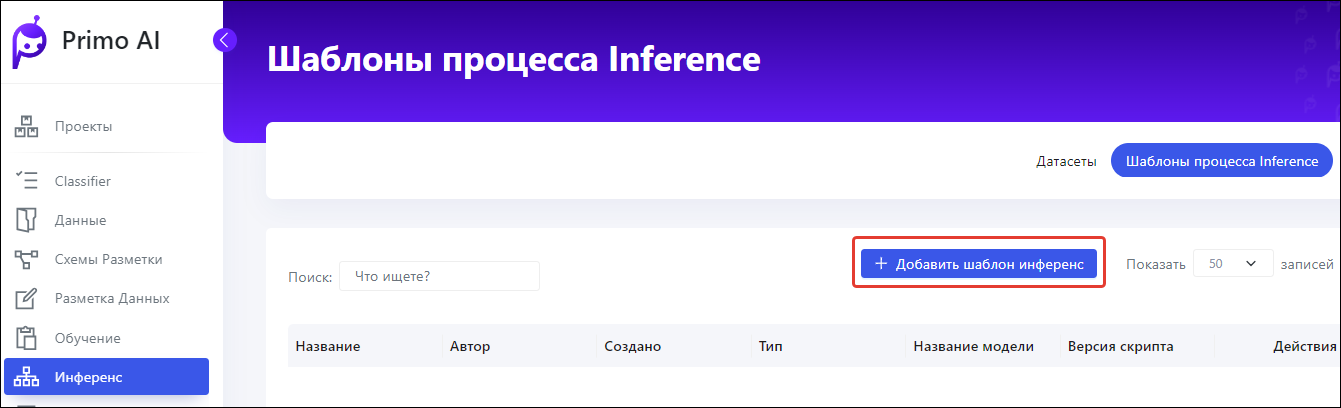 Primo AI
Шаблоны процесса Inference
Проекты
Classifier
Данные
Схемы Разметки
Разметка Данных
Обучение
Инференс
Датасеты Шаблоны процесса Inference
Поиск: Что ищете? + Добавить шаблон инференс Показать 50 записей
Название Автор Создано Тип Название модели Версия скрипта Действия